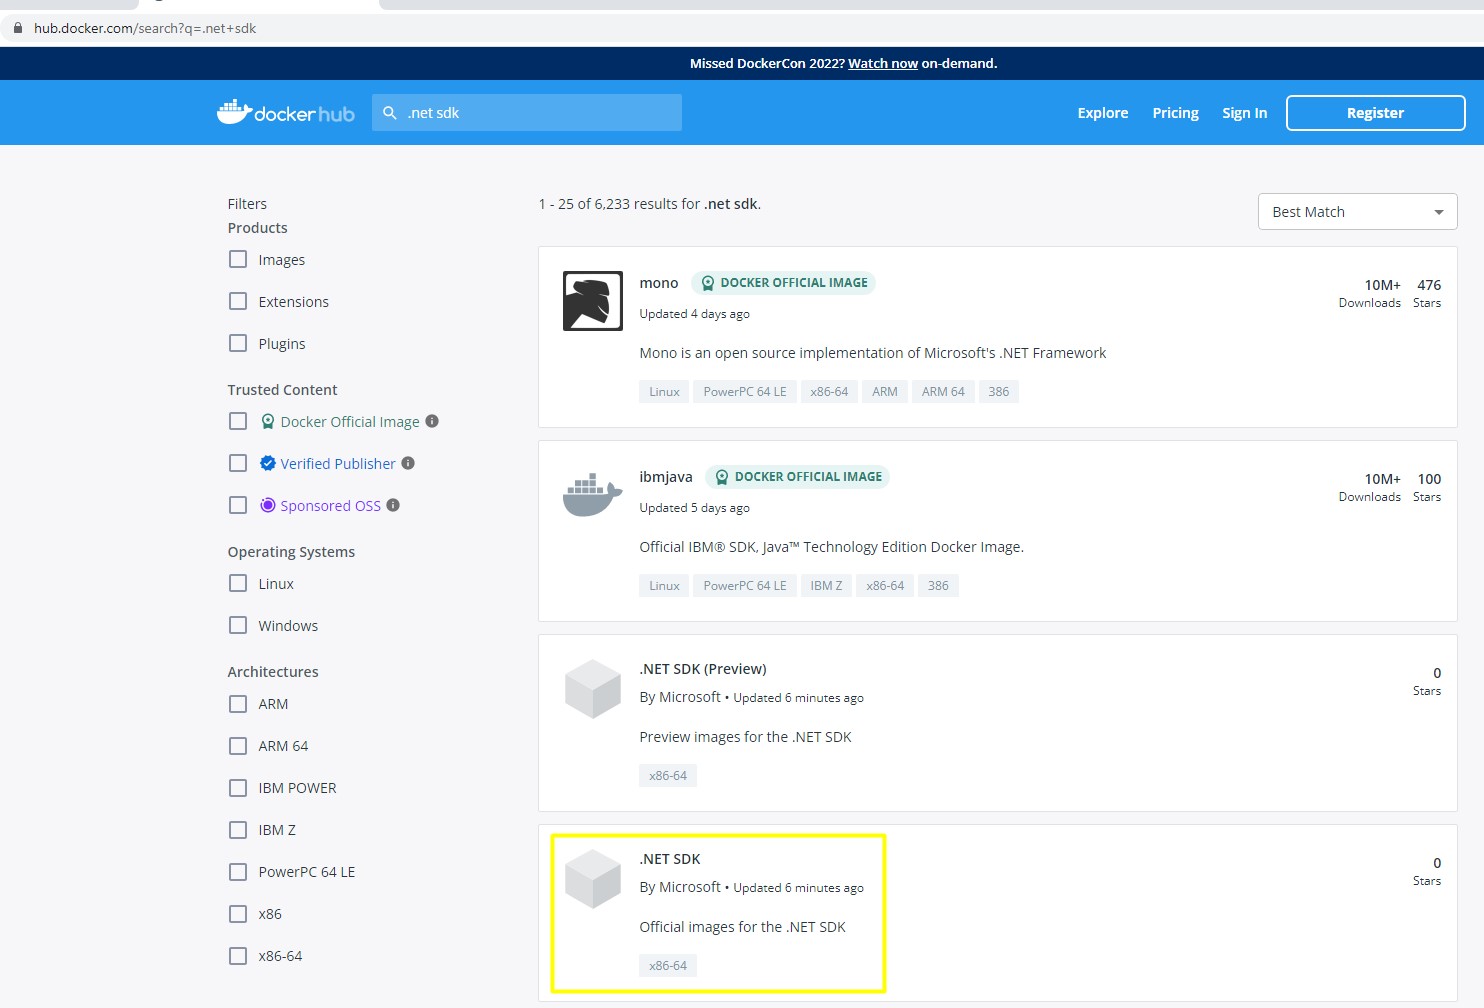 hub.docker.com/search?q=.net+sdk
Missed DockerCon 2022? Watch now on-demand.
docker hub
.net sdk
Explore
Pricing
Sign In
Register
Filters
Products
Images
Extensions
Plugins
Trusted Content
Docker Official Image
Verified Publisher
Sponsored OSS
Operating Systems
Linux
Windows
Architectures
ARM
ARM 64
IBM POWER
IBM Z
PowerPC 64 LE
x86
x86-64
1 - 25 of 6,233 results for .net sdk.
Best Match
mono DOCKER OFFICIAL IMAGE
Updated 4 days ago
10M+ 476
Downloads Stars
Mono is an open source implementation of Microsoft's .NET Framework
Linux PowerPC 64 LE x86-64 ARM ARM 64 386
ibmjava DOCKER OFFICIAL IMAGE
Updated 5 days ago
10M+ 100
Downloads Stars
Official IBM® SDK, Java™ Technology Edition Docker Image.
Linux PowerPC 64 LE IBM Z x86-64 386
.NET SDK (Preview)
By Microsoft • Updated 6 minutes ago
0
Stars
Preview images for the .NET SDK
x86-64
.NET SDK
By Microsoft • Updated 6 minutes ago
0
Stars
Official images for the .NET SDK
x86-64